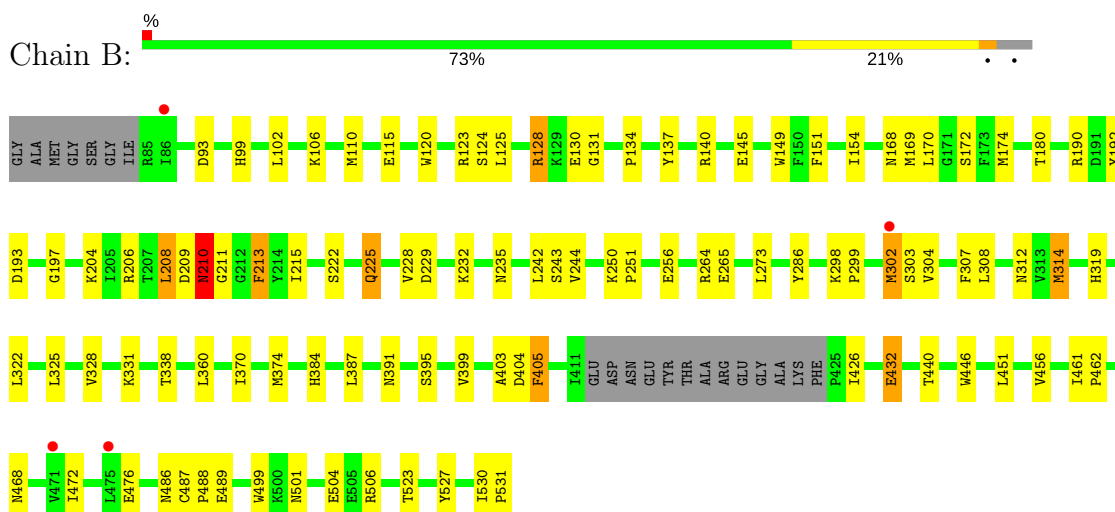 %
Chain B:
73% 21% • •
GLY ALA MET GLY SER GLY ILE R85 I86 D93 H99 L102 K106 M110 E115 W120 R123 S124 L125 R128 K129 E130 G131 P134 Y137 R140 E145 W149 F150 F151 I154 N168 M169 L170 G171 S172 F173 M174 T180 R190 D191
D193 G197 K204 I205 R206 T207 L208 D209 N210 G211 G212 F213 Y214 I215 S222 Q225 V228 D229 K232 N235 L242 S243 V244 K250 P251 E256 R264 E265 L273 Y286 K298 P299 M302 S303 V304 F307 L308 N312 V313 M314 H319
L322 L325 V328 K331 T338 L360 I370 M374 H384 L387 N391 S395 V399 A403 D404 F405 I411 GLU ASP ASN GLU TYR THR THR ALA ARG GLU GLY ALA LYS PHE P425 I426 E432 T440 W446 L451 V456 I461 P462
N468 V471 I472 L475 E476 N486 C487 P488 E489 W499 K500 N501 E504 E505 R506 T523 Y527 I530 P531